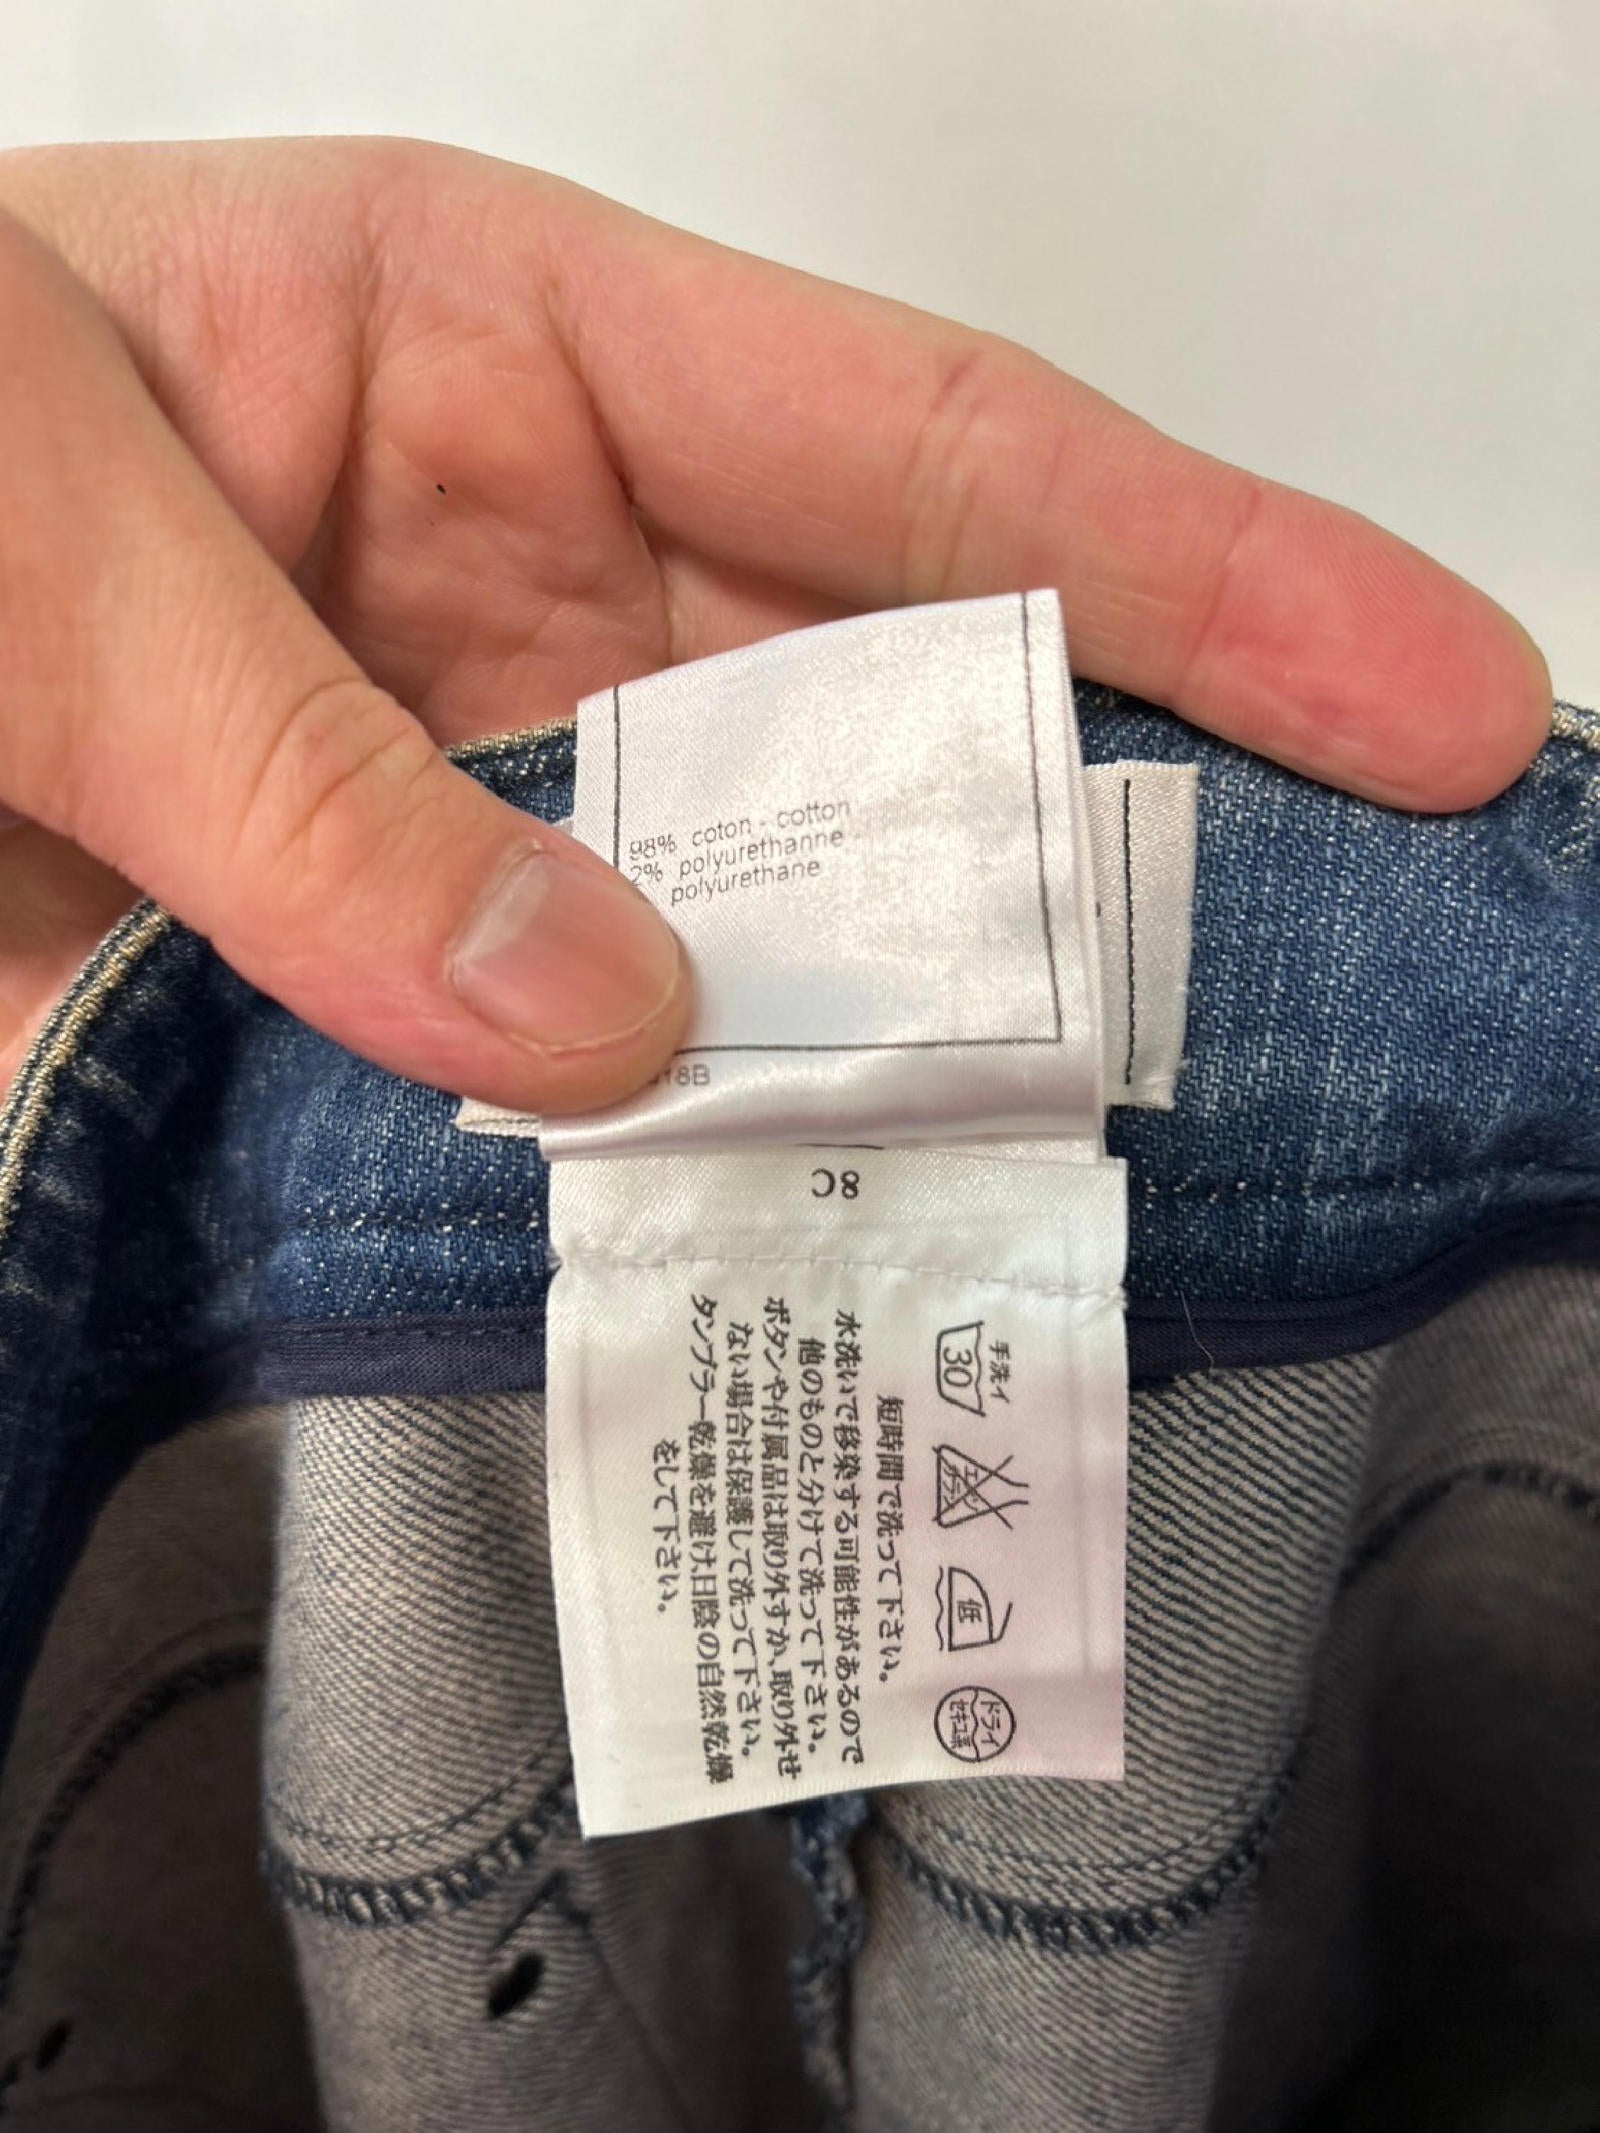 98% coton - cotton
2% polyurethanne -
polyurethane
18B
8C
手洗イ
30
エンソサラシ
低
ドライ
セキユ系
短時間で洗って下さい。
水洗いで移染する可能性があるので
他のものと分けて洗って下さい。
ボタンや付属品は取り外すか、取り外せ
ない場合は保護して洗って下さい。
タンブラー乾燥を避け、日陰の自然乾燥
をして下さい。